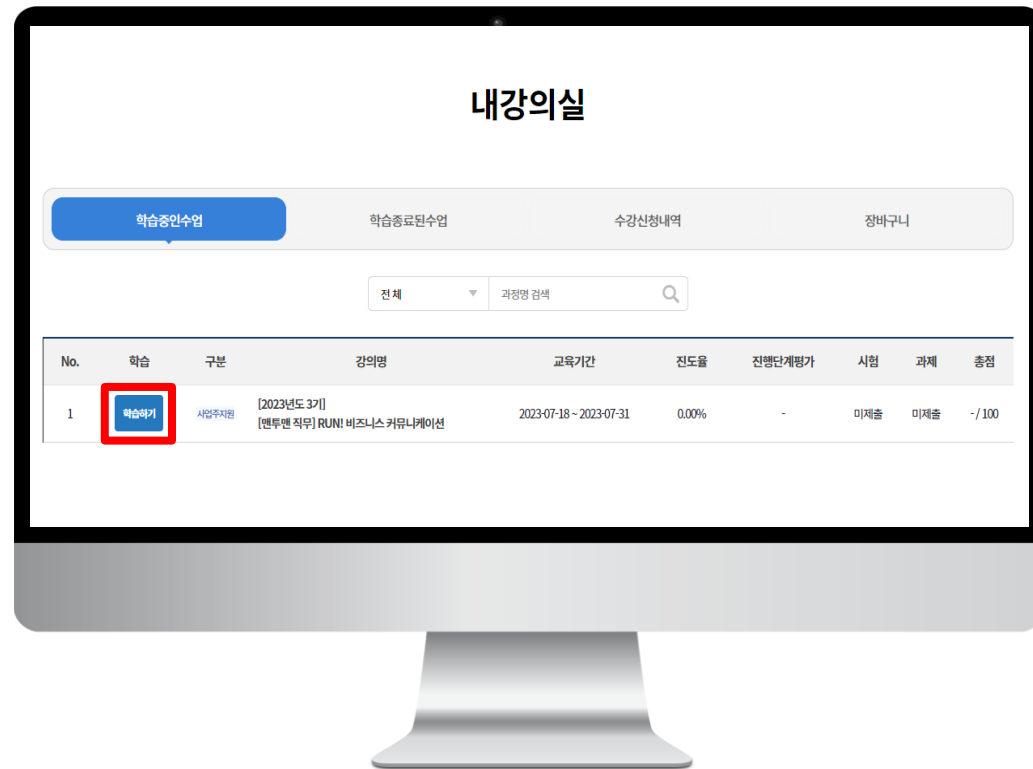 내강의실
학습중인수업 학습종료된수업 수강신청내역 장바구니
전체 과정명 검색
No. 학습 구분 강의명 교육기간 진도율 진행단계평가 시험 과제 총점
1 학습하기 사업주지원 [2023년도 3기] 2023-07-18 ~ 2023-07-31 0.00% - 미제출 미제출 - / 100
[맨투맨 직무] RUN! 비즈니스 커뮤니케이션